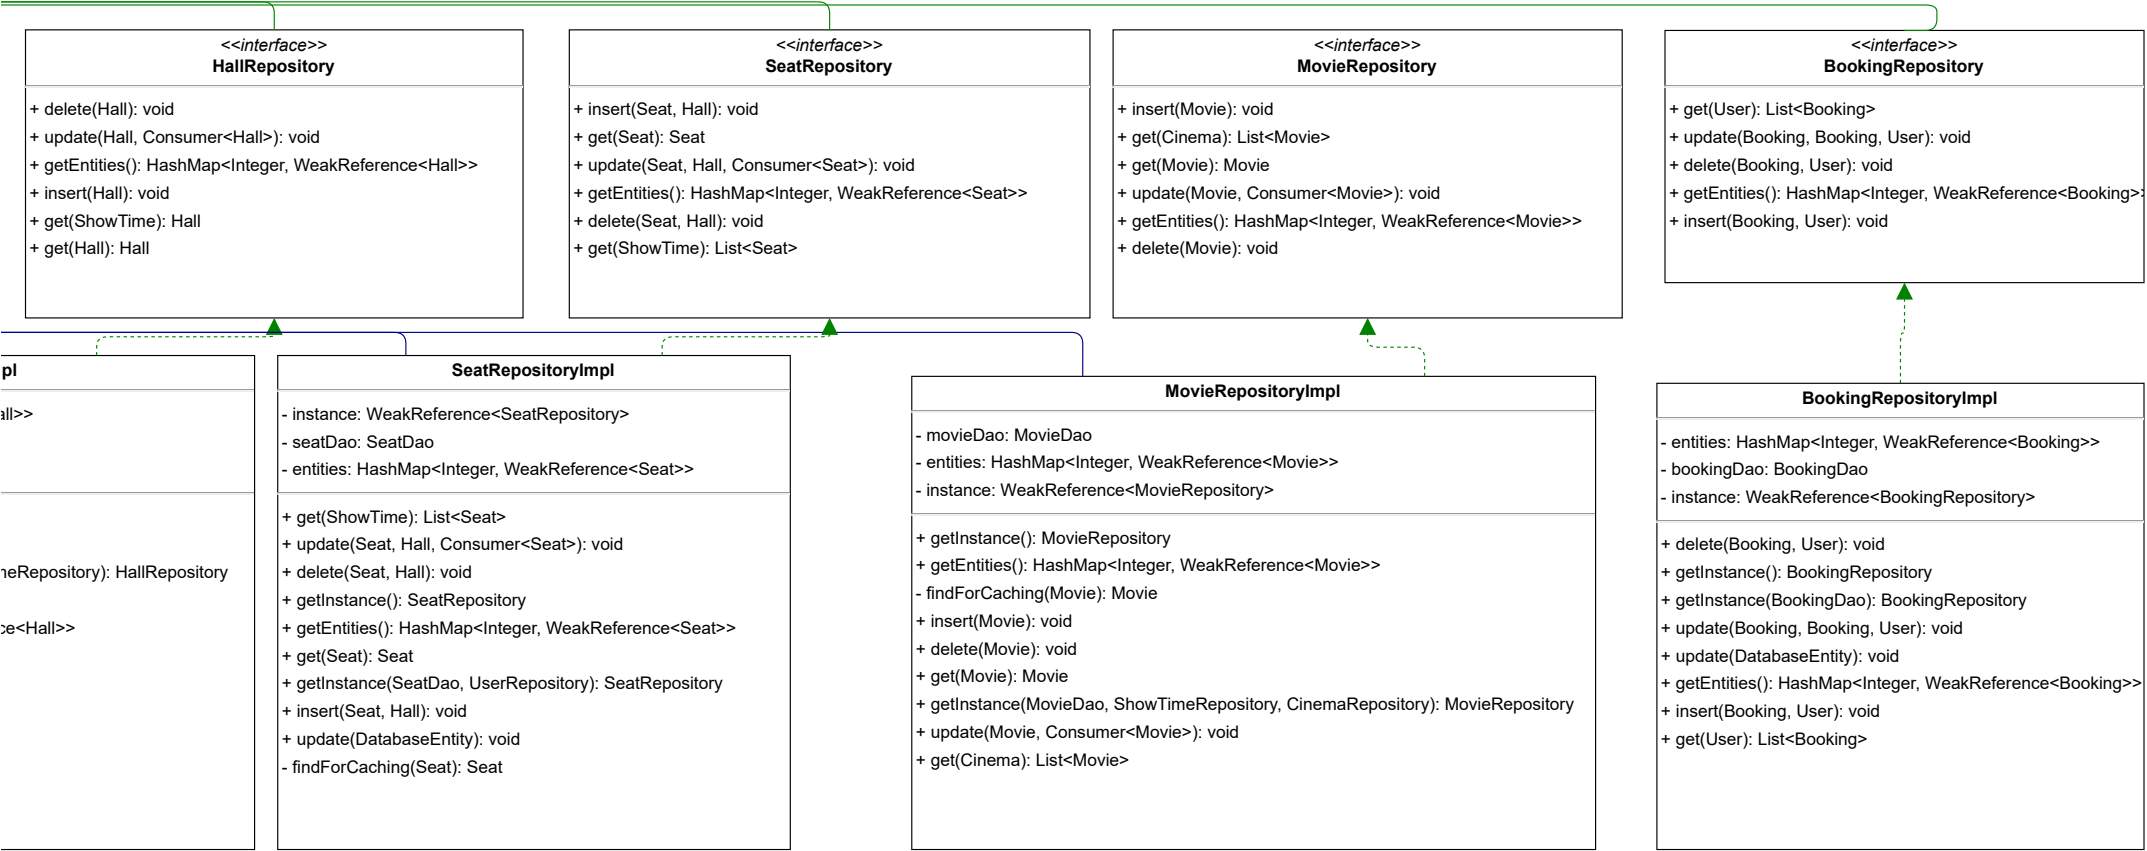 <<interface>>
HallRepository
+ delete(Hall): void
+ update(Hall, Consumer<Hall>): void
+ getEntities(): HashMap<Integer, WeakReference<Hall>>
+ insert(Hall): void
+ get(ShowTime): Hall
+ get(Hall): Hall
<<interface>>
SeatRepository
+ insert(Seat, Hall): void
+ get(Seat): Seat
+ update(Seat, Hall, Consumer<Seat>): void
+ getEntities(): HashMap<Integer, WeakReference<Seat>>
+ delete(Seat, Hall): void
+ get(ShowTime): List<Seat>
<<interface>>
MovieRepository
+ insert(Movie): void
+ get(Cinema): List<Movie>
+ get(Movie): Movie
+ update(Movie, Consumer<Movie>): void
+ getEntities(): HashMap<Integer, WeakReference<Movie>>
+ delete(Movie): void
<<interface>>
BookingRepository
+ get(User): List<Booking>
+ update(Booking, Booking, User): void
+ delete(Booking, User): void
+ getEntities(): HashMap<Integer, WeakReference<Booking>>
+ insert(Booking, User): void
pl
all>>
neRepository): HallRepository
ce<Hall>>
SeatRepositoryImpl
- instance: WeakReference<SeatRepository>
- seatDao: SeatDao
- entities: HashMap<Integer, WeakReference<Seat>>
+ get(ShowTime): List<Seat>
+ update(Seat, Hall, Consumer<Seat>): void
+ delete(Seat, Hall): void
+ getInstance(): SeatRepository
+ getEntities(): HashMap<Integer, WeakReference<Seat>>
+ get(Seat): Seat
+ getInstance(SeatDao, UserRepository): SeatRepository
+ insert(Seat, Hall): void
+ update(DatabaseEntity): void
- findForCaching(Seat): Seat
MovieRepositoryImpl
- movieDao: MovieDao
- entities: HashMap<Integer, WeakReference<Movie>>
- instance: WeakReference<MovieRepository>
+ getInstance(): MovieRepository
+ getEntities(): HashMap<Integer, WeakReference<Movie>>
- findForCaching(Movie): Movie
+ insert(Movie): void
+ delete(Movie): void
+ get(Movie): Movie
+ getInstance(MovieDao, ShowTimeRepository, CinemaRepository): MovieRepository
+ update(Movie, Consumer<Movie>): void
+ get(Cinema): List<Movie>
BookingRepositoryImpl
- entities: HashMap<Integer, WeakReference<Booking>>
- bookingDao: BookingDao
- instance: WeakReference<BookingRepository>
+ delete(Booking, User): void
+ getInstance(): BookingRepository
+ getInstance(BookingDao): BookingRepository
+ update(Booking, Booking, User): void
+ update(DatabaseEntity): void
+ getEntities(): HashMap<Integer, WeakReference<Booking>>
+ insert(Booking, User): void
+ get(User): List<Booking>